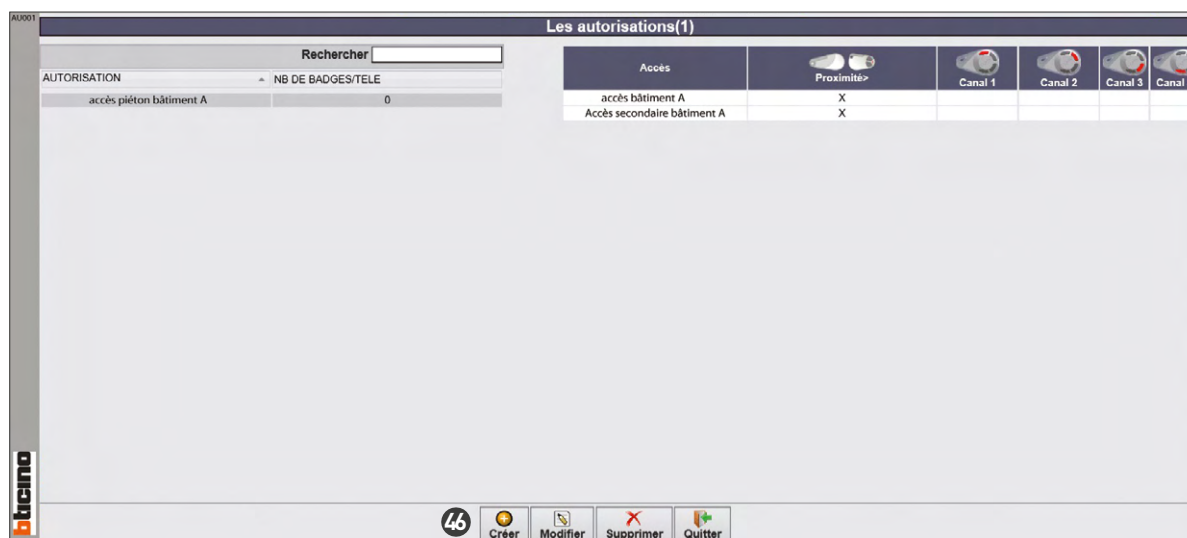 AU001
Les autorisations(1)
Rechercher
AUTORISATION NB DE BADGES/TELE
accès piéton bâtiment A 0
Accès Proximité> Canal 1 Canal 2 Canal 3 Canal
accès bâtiment A X
Accès secondaire bâtiment A X
bticino
46 Créer Modifier Supprimer Quitter